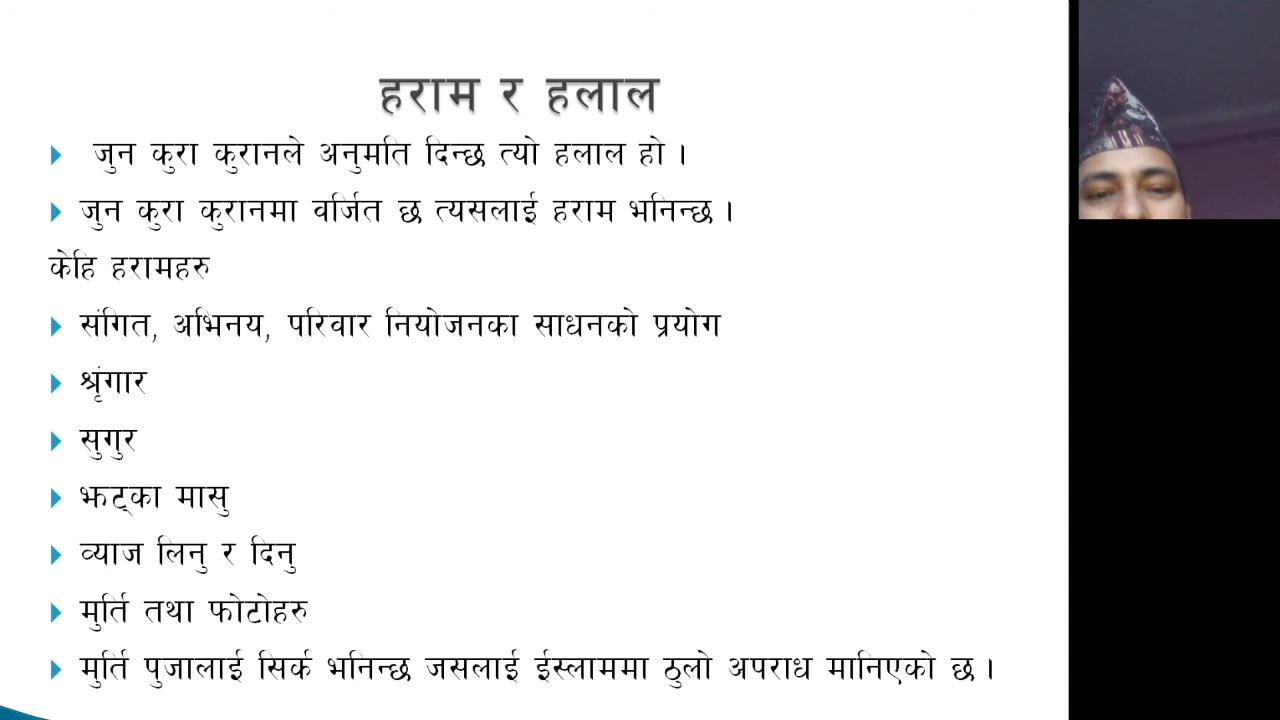 हराम र हलाल
जुन कुरा कुरानले अनुमति दिन्छ त्यो हलाल हो ।
जुन कुरा कुरानमा वर्जित छ त्यसलाई हराम भनिन्छ ।
केहि हरामहरु
संगित, अभिनय, परिवार नियोजनका साधनको प्रयोग
श्रृंगार
सुगुर
झट्का मासु
व्याज लिनु र दिनु
मुर्ति तथा फोटोहरु
मुर्ति पुजालाई सिर्क भनिन्छ जसलाई ईस्लाममा ठुलो अपराध मानिएको छ ।